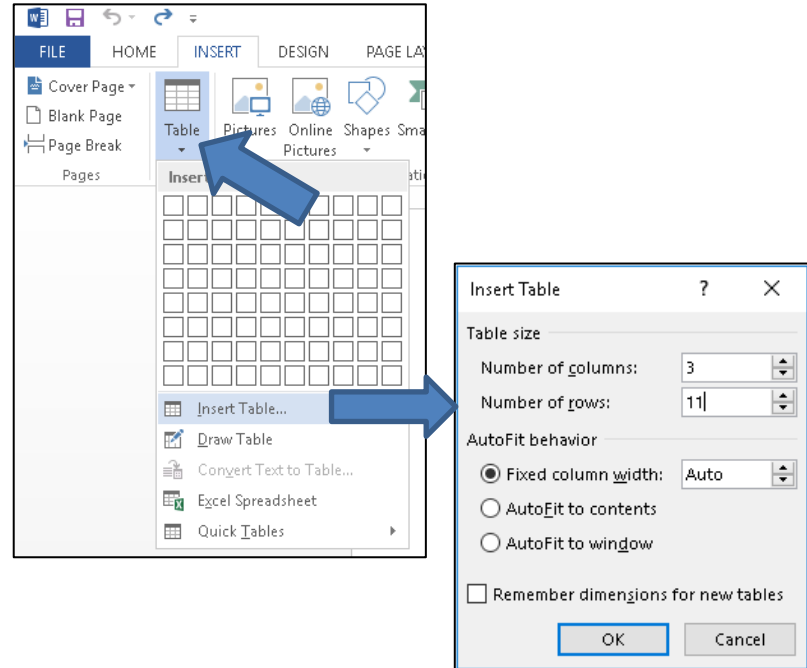 FILE HOME INSERT DESIGN PAGE LA
Cover Page
Blank Page
Page Break
Pages
Table
Pictures
Online Pictures
Shapes
Sma
Insert
ati
Insert Table...
Draw Table
Convert Text to Table...
Excel Spreadsheet
Quick Tables
Insert Table ?
Table size
Number of columns: 3
Number of rows: 11
AutoFit behavior
Fixed column width: Auto
AutoFit to contents
AutoFit to window
Remember dimensions for new tables
OK Cancel